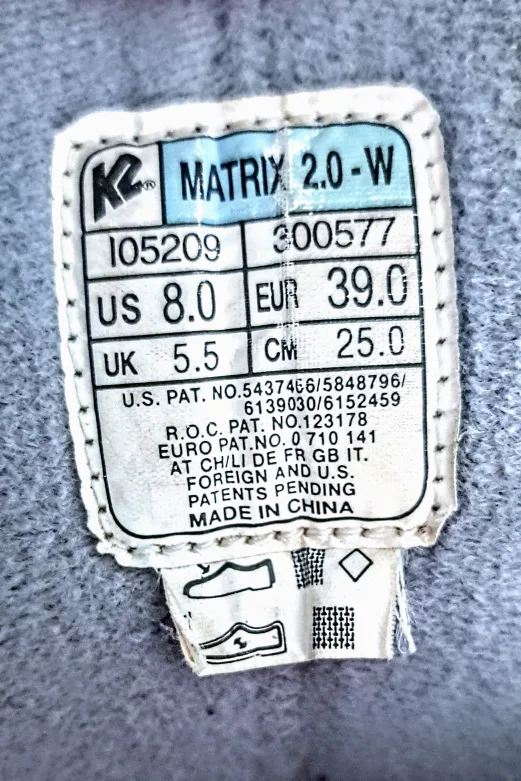 K2® MATRIX 2.0 - W
105209 300577
US 8.0 EUR 39.0
UK 5.5 CM 25.0
U.S. PAT. NO.5437466/5848796/
6139030/6152459
R.O.C. PAT. NO.123178
EURO PAT.NO. 0 710 141
AT CH/LI DE FR GB IT.
FOREIGN AND U.S.
PATENTS PENDING
MADE IN CHINA